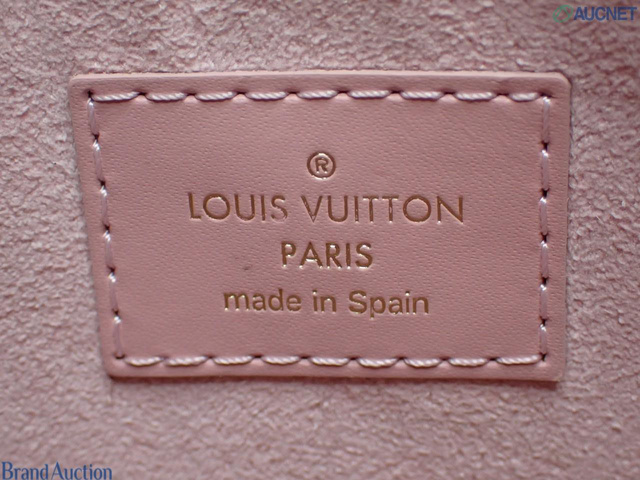 AUCNET
®
LOUIS VUITTON
PARIS
made in Spain
Brand Auction